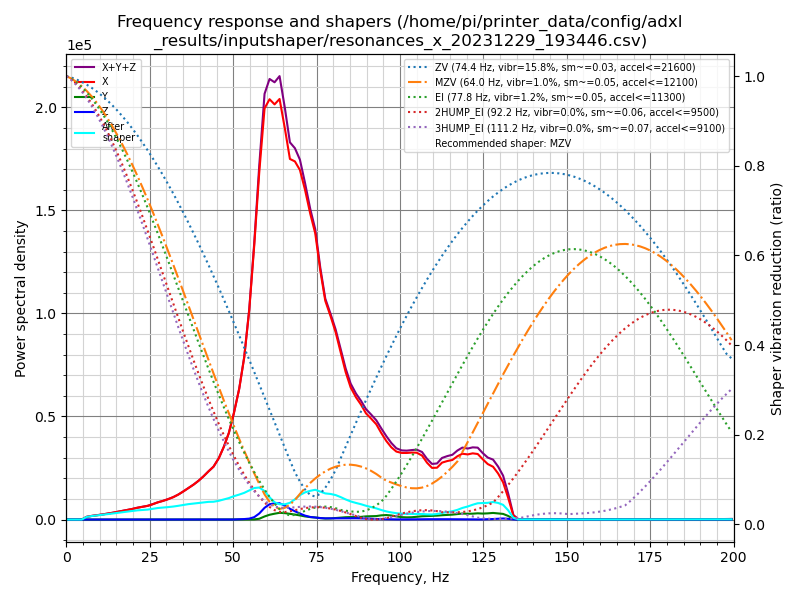 Frequency response and shapers (/home/pi/printer_data/config/adxl
_results/inputshaper/resonances_x_20231229_193446.csv)
1e5
X+Y+Z
X
Y
Z
After
shaper
ZV (74.4 Hz, vibr=15.8%, sm~=0.03, accel<=21600)
MZV (64.0 Hz, vibr=1.0%, sm~=0.05, accel<=12100)
EI (77.8 Hz, vibr=1.2%, sm~=0.05, accel<=11300)
2HUMP_EI (92.2 Hz, vibr=0.0%, sm~=0.06, accel<=9500)
3HUMP_EI (111.2 Hz, vibr=0.0%, sm~=0.07, accel<=9100)
Recommended shaper: MZV
Power spectral density
2.0
1.5
1.0
0.5
0.0
1.0
0.8
0.6
0.4
0.2
0.0
Shaper vibration reduction (ratio)
0 25 50 75 100 125 150 175 200
Frequency, Hz